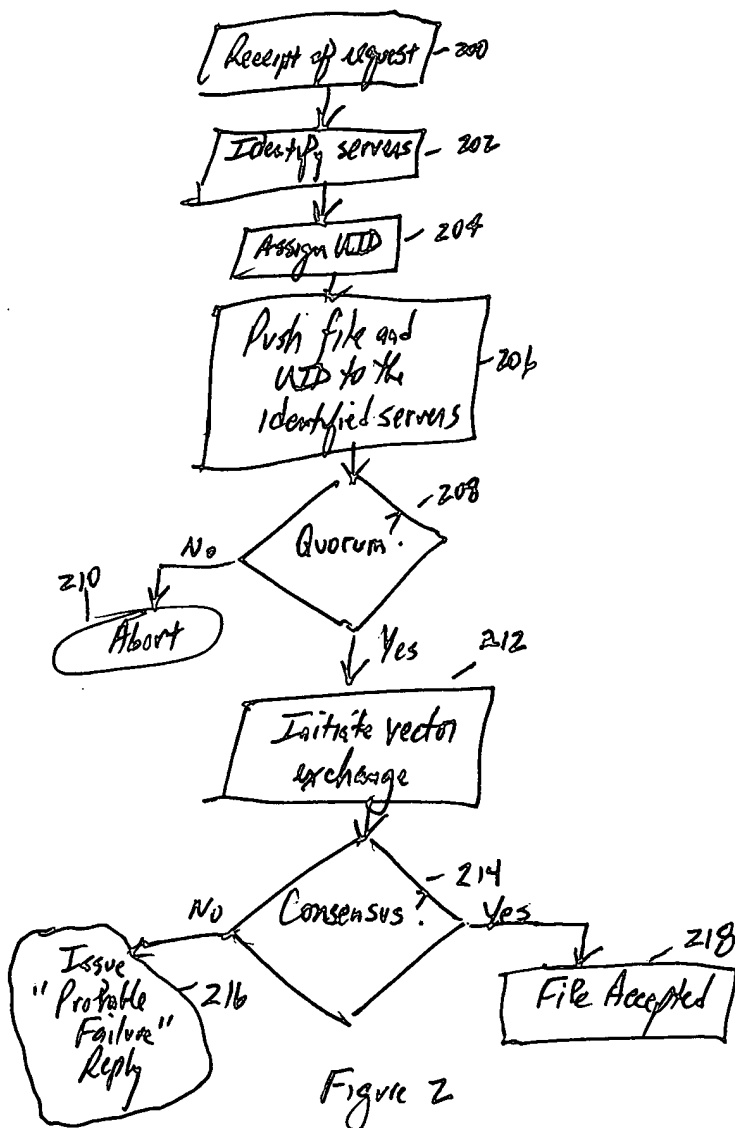 Receipt of request
200
Identify servers
202
Assign UID
204
Push file and
UID to the
identified servers
206
Quorum?
208
No
210
Abort
Yes
212
Initiate vector
exchange
Consensus?
214
No
Yes
Issue
"Probable
Failure"
Reply
216
218
File Accepted
Figure 2